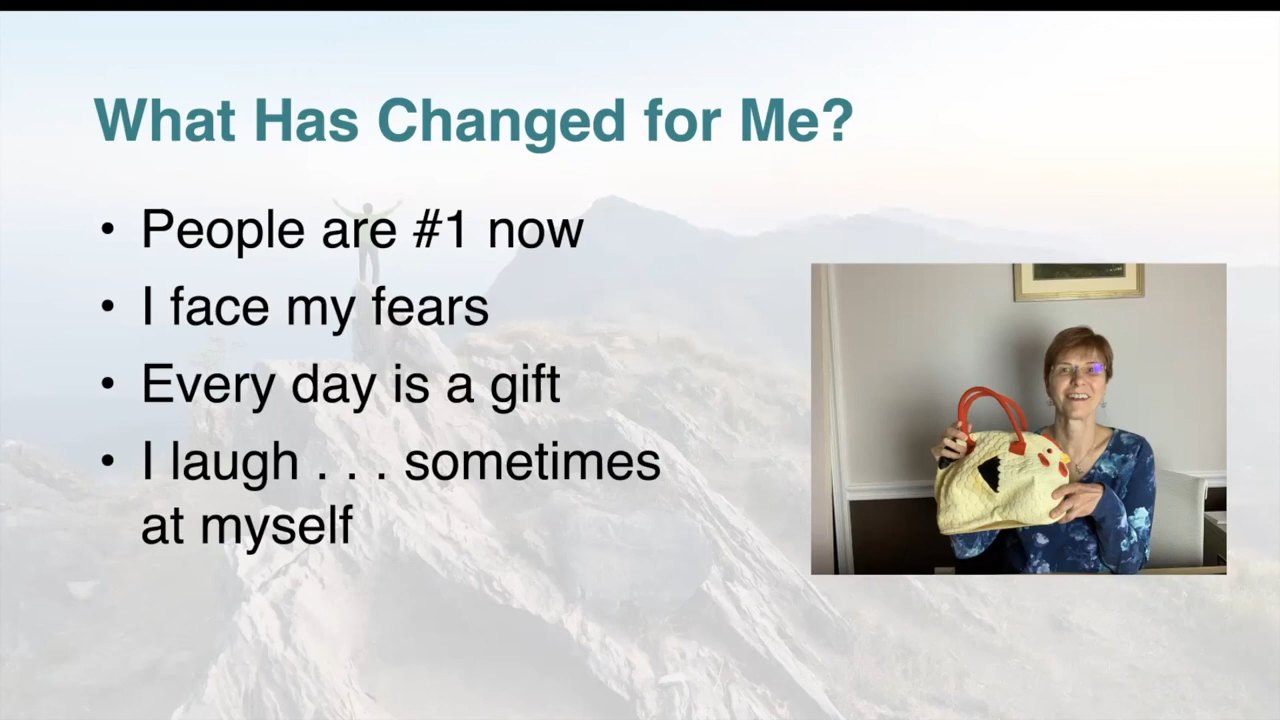 What Has Changed for Me?
• People are #1 now
• I face my fears
• Every day is a gift
• I laugh . . . sometimes
at myself